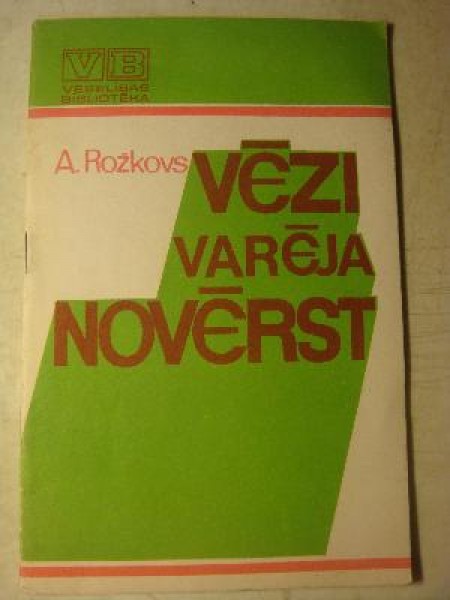 VB
VESELĪBAS
BIBLIOTĒKA
A. Rožkovs VĒZI
VARĒJA
NOVĒRST